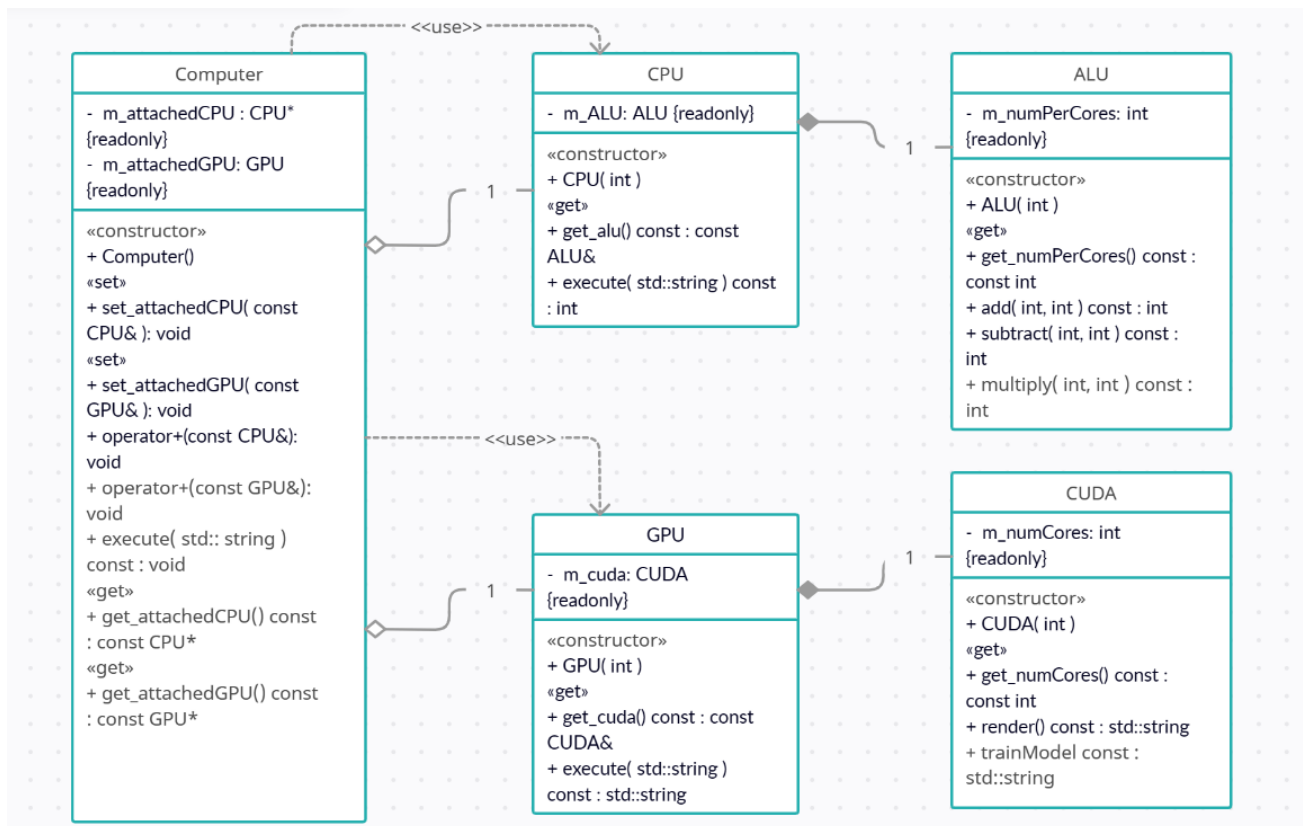 <<use>>
Computer
- m_attachedCPU : CPU*
{readonly}
- m_attachedGPU: GPU
{readonly}
«constructor»
+ Computer()
«set»
+ set_attachedCPU( const
CPU& ): void
«set»
+ set_attachedGPU( const
GPU& ): void
+ operator+(const CPU&):
void
+ operator+(const GPU&):
void
+ execute( std:: string )
const : void
«get»
+ get_attachedCPU() const
: const CPU*
«get»
+ get_attachedGPU() const
: const GPU*
1
<<use>>
1
CPU
- m_ALU: ALU {readonly}
«constructor»
+ CPU( int )
«get»
+ get_alu() const : const
ALU&
+ execute( std::string ) const
: int
1
ALU
- m_numPerCores: int
{readonly}
«constructor»
+ ALU( int )
«get»
+ get_numPerCores() const :
const int
+ add( int, int ) const : int
+ subtract( int, int ) const :
int
+ multiply( int, int ) const :
int
GPU
- m_cuda: CUDA
{readonly}
«constructor»
+ GPU( int )
«get»
+ get_cuda() const : const
CUDA&
+ execute( std::string )
const : std::string
1
CUDA
- m_numCores: int
{readonly}
«constructor»
+ CUDA( int )
«get»
+ get_numCores() const :
const int
+ render() const : std::string
+ trainModel const :
std::string